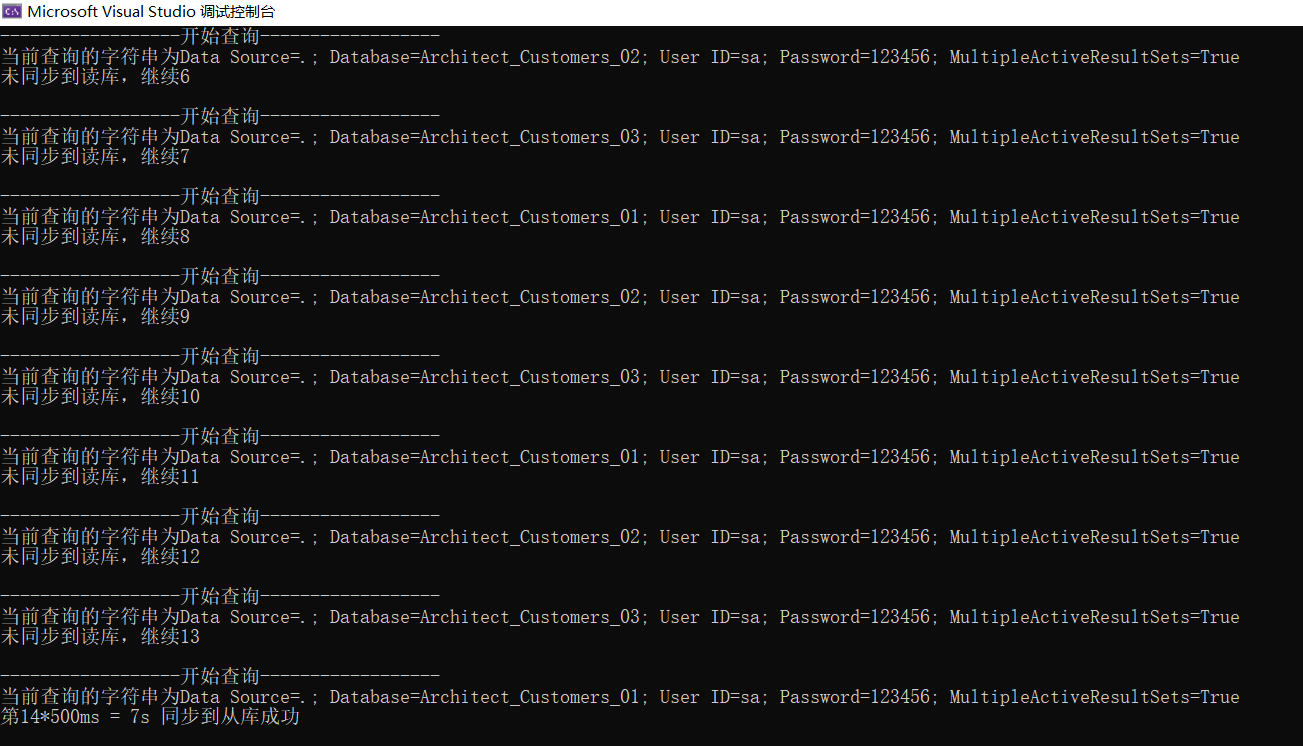 Microsoft Visual Studio 调试控制台
------------------开始查询------------------
当前查询的字符串为Data Source=.; Database=Architect_Customers_02; User ID=sa; Password=123456; MultipleActiveResultSets=True
未同步到读库，继续6
------------------开始查询------------------
当前查询的字符串为Data Source=.; Database=Architect_Customers_03; User ID=sa; Password=123456; MultipleActiveResultSets=True
未同步到读库，继续7
------------------开始查询------------------
当前查询的字符串为Data Source=.; Database=Architect_Customers_01; User ID=sa; Password=123456; MultipleActiveResultSets=True
未同步到读库，继续8
------------------开始查询------------------
当前查询的字符串为Data Source=.; Database=Architect_Customers_02; User ID=sa; Password=123456; MultipleActiveResultSets=True
未同步到读库，继续9
------------------开始查询------------------
当前查询的字符串为Data Source=.; Database=Architect_Customers_03; User ID=sa; Password=123456; MultipleActiveResultSets=True
未同步到读库，继续10
------------------开始查询------------------
当前查询的字符串为Data Source=.; Database=Architect_Customers_01; User ID=sa; Password=123456; MultipleActiveResultSets=True
未同步到读库，继续11
------------------开始查询------------------
当前查询的字符串为Data Source=.; Database=Architect_Customers_02; User ID=sa; Password=123456; MultipleActiveResultSets=True
未同步到读库，继续12
------------------开始查询------------------
当前查询的字符串为Data Source=.; Database=Architect_Customers_03; User ID=sa; Password=123456; MultipleActiveResultSets=True
未同步到读库，继续13
------------------开始查询------------------
当前查询的字符串为Data Source=.; Database=Architect_Customers_01; User ID=sa; Password=123456; MultipleActiveResultSets=True
第14*500ms = 7s 同步到从库成功